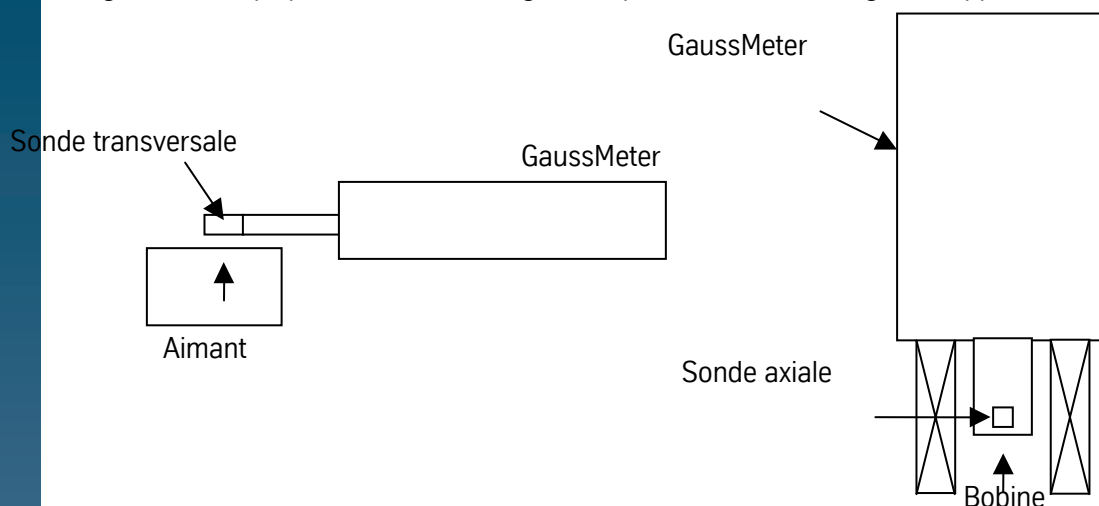 GaussMeter
Sonde transversale
GaussMeter
Aimant
Sonde axiale
Bobine